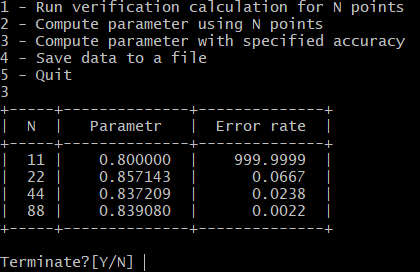 1 - Run verification calculation for N points
2 - Compute parameter using N points
3 - Compute parameter with specified accuracy
4 - Save data to a file
5 - Quit
3
+-----+--------------+--------------+
| N | Parametr | Error rate |
+-----+--------------+--------------+
| 11 | 0.800000 | 999.9999 |
| 22 | 0.857143 | 0.0667 |
| 44 | 0.837209 | 0.0238 |
| 88 | 0.839080 | 0.0022 |
+-----+--------------+--------------+
Terminate?[Y/N]